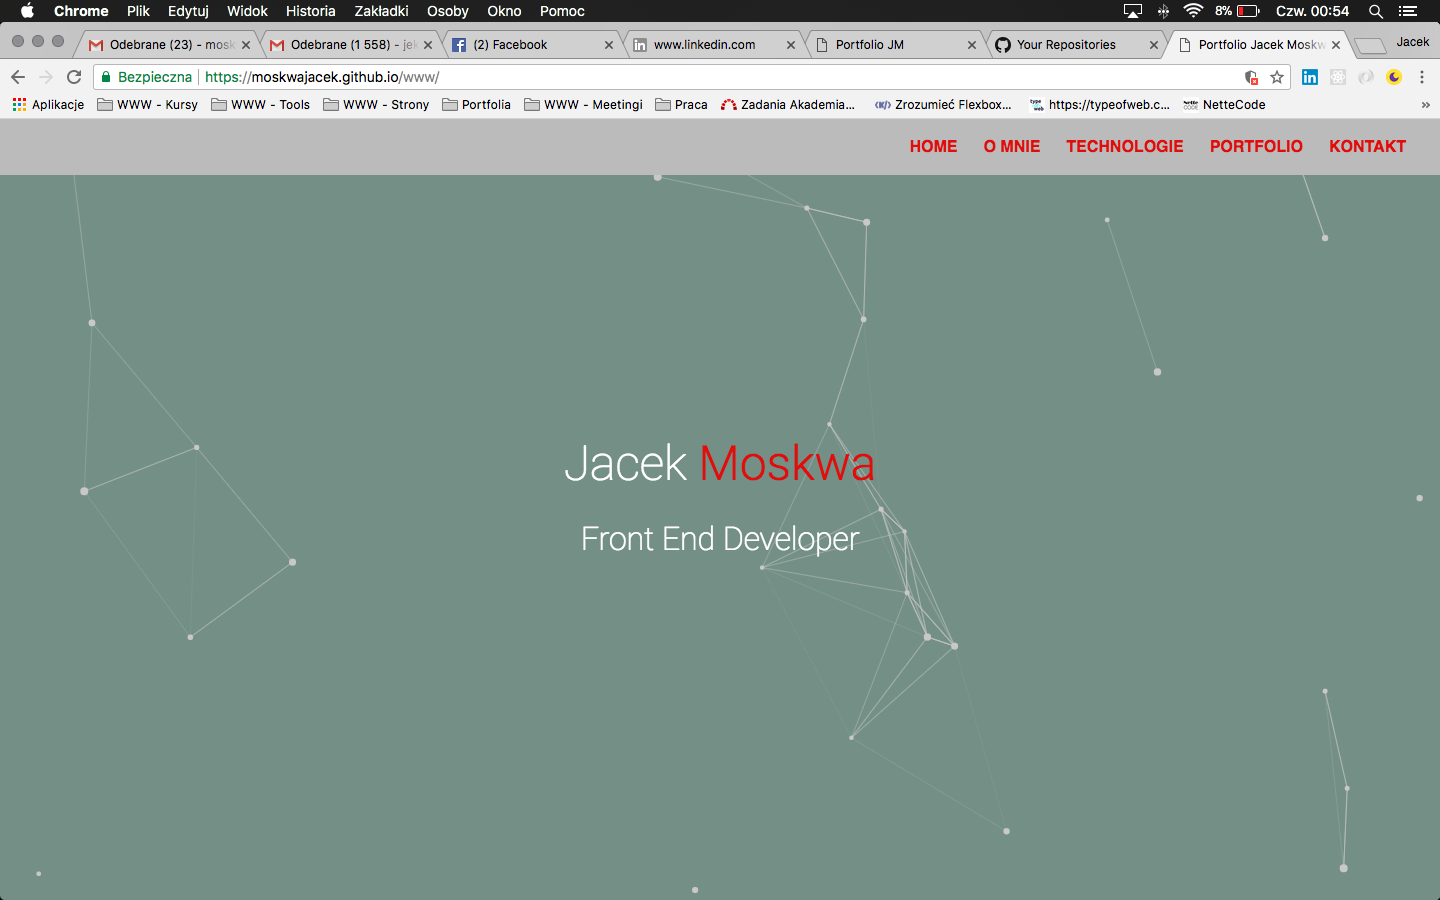 Chrome Plik Edytuj Widok Historia Zakładki Osoby Okno Pomoc 8% Czw. 00:54
Odebrane (23) - mosk Odebrane (1 558) - jek (2) Facebook www.linkedin.com Portfolio JM Your Repositories Portfolio Jacek Moskw Jacek
Bezpieczna https://moskwajacek.github.io/www/
Aplikacje WWW - Kursy WWW - Tools WWW - Strony Portfolia WWW - Meetingi Praca Zadania Akademia... Zrozumieć Flexbox... https://typeofweb.c... NetteCode
HOME O MNIE TECHNOLOGIE PORTFOLIO KONTAKT
Jacek Moskwa
Front End Developer